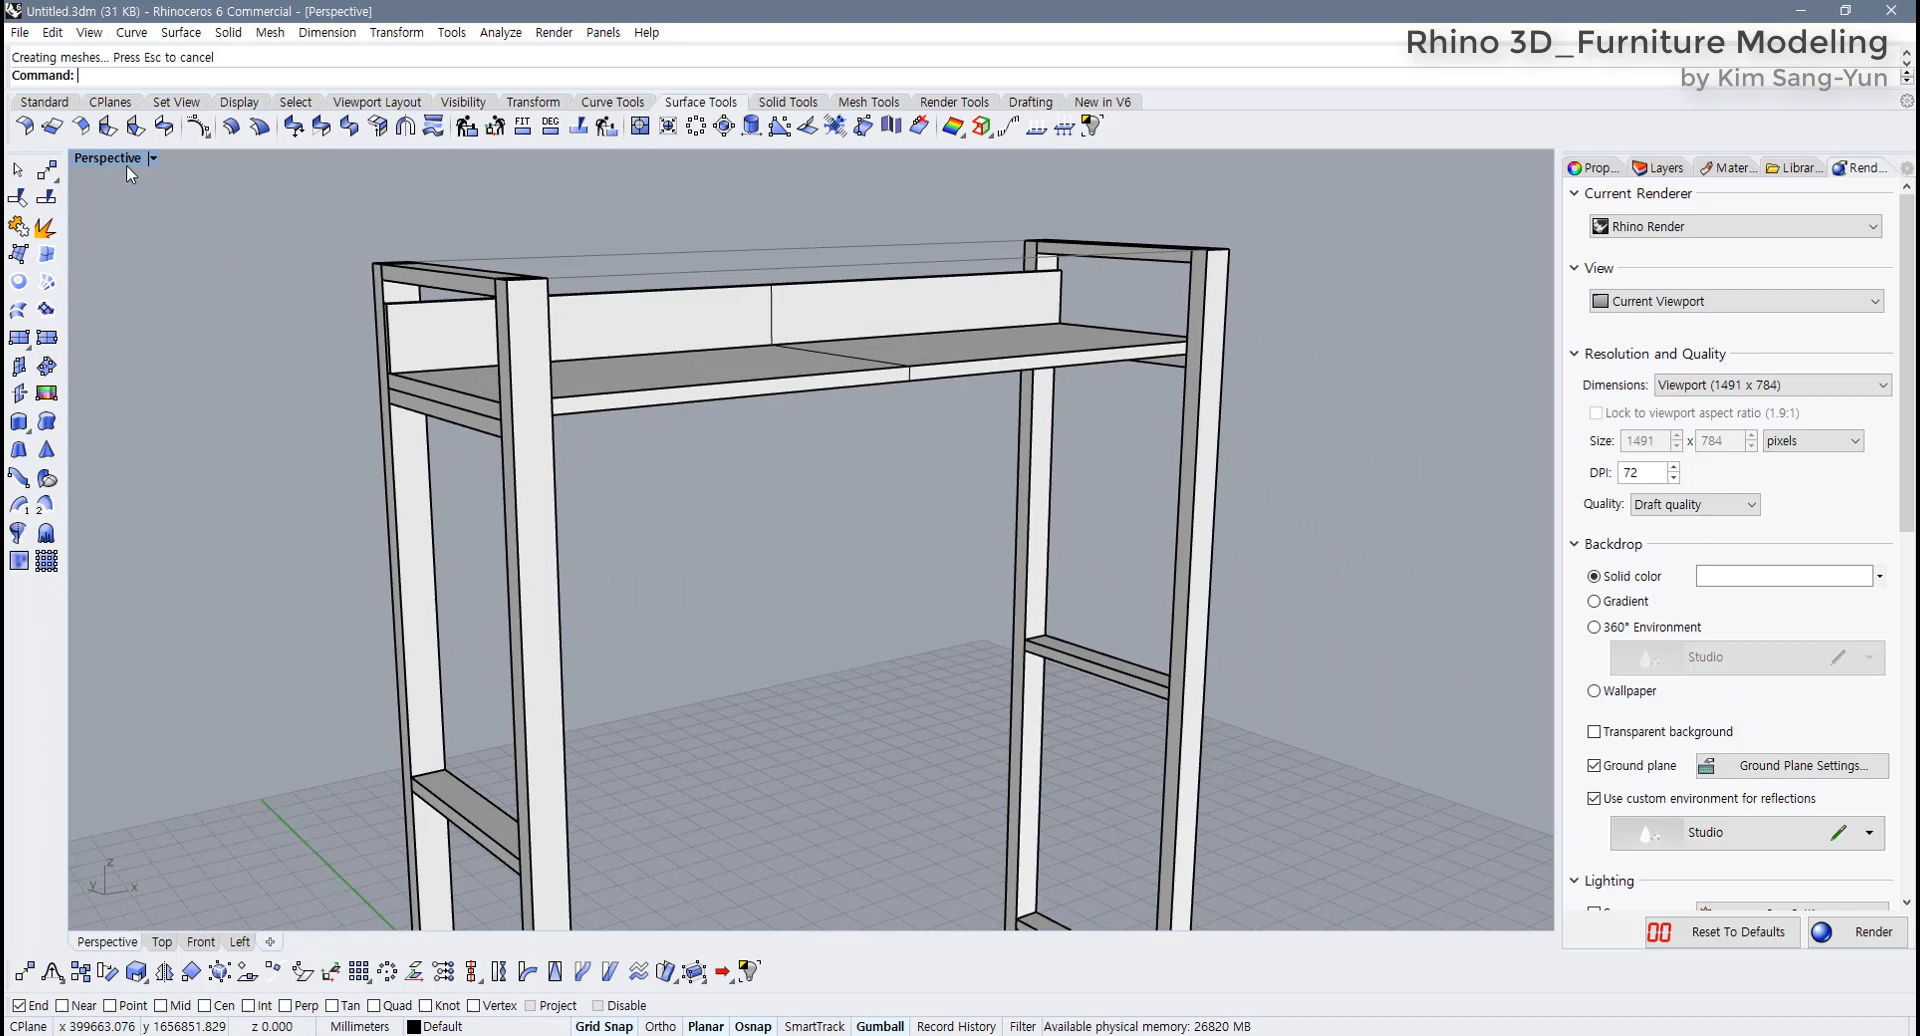 Untitled.3dm (31 KB) - Rhinoceros 6 Commercial - [Perspective]
File Edit View Curve Surface Solid Mesh Dimension Transform Tools Analyze Render Panels Help
Rhino 3D_Furniture Modeling
by Kim Sang-Yun
Creating meshes... Press Esc to cancel
Command:
Standard CPlanes Set View Display Select Viewport Layout Visibility Transform Curve Tools Surface Tools Solid Tools Mesh Tools Render Tools Drafting New in V6
FIT DEG
Perspective
Prop... Layers Mater... Librar... Rend...
Current Renderer
Rhino Render
View
Current Viewport
Resolution and Quality
Dimensions: Viewport (1491 x 784)
Lock to viewport aspect ratio (1.9:1)
Size: 1491 x 784 pixels
DPI: 72
Quality: Draft quality
Backdrop
Solid color
Gradient
360° Environment
Studio
Wallpaper
Transparent background
Ground plane Ground Plane Settings...
Use custom environment for reflections
Studio
Lighting
Reset To Defaults Render
z
y x
Perspective Top Front Left
End Near Point Mid Cen Int Perp Tan Quad Knot Vertex Project Disable
CPlane x 399663.076 y 1656851.829 z 0.000 Millimeters Default Grid Snap Ortho Planar Osnap SmartTrack Gumball Record History Filter Available physical memory: 26820 MB